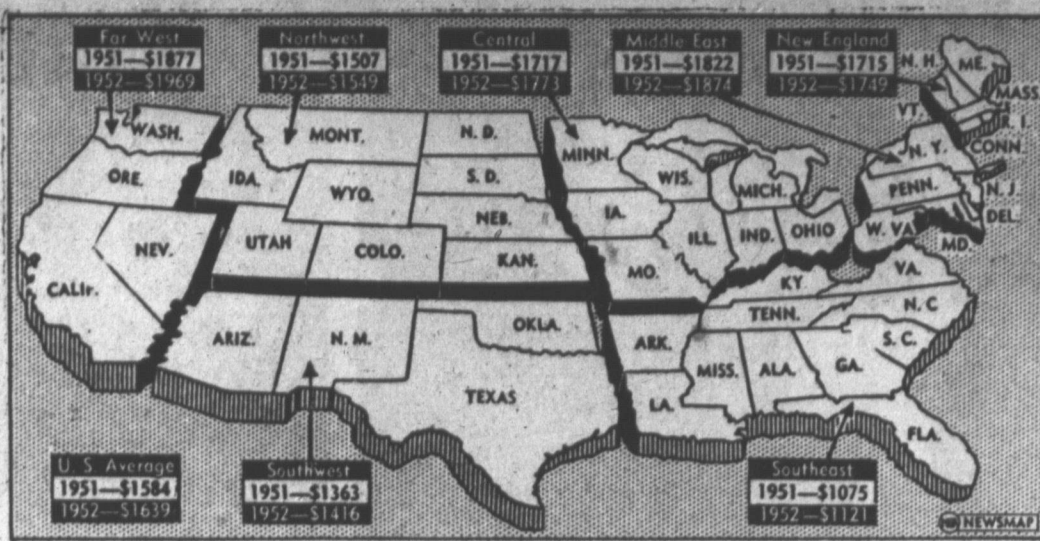 Far West
1951—$1877
1952—$1969
Northwest
1951—$1507
1952—$1549
Central
1951—$1717
1952—$1773
Middle East
1951—$1822
1952—$1874
New England
1951—$1715
1952—$1749
N. H.
ME.
MASS.
VT.
R. I.
CONN.
N. Y.
PENN.
N. J.
DEL.
MD.
W. VA.
WASH.
MONT.
N. D.
MINN.
ORE.
IDA.
S. D.
WIS.
MICH.
WYO.
NEB.
IA.
NEV.
UTAH
COLO.
KAN.
MO.
ILL.
IND.
OHIO
CALIF.
KY.
VA.
ARIZ.
N. M.
OKLA.
ARK.
TENN.
N. C.
S. C.
TEXAS
LA.
MISS.
ALA.
GA.
FLA.
U. S. Average
1951—$1584
1952—$1639
Southwest
1951—$1363
1952—$1416
Southeast
1951—$1075
1952—$1121
NEWSMAP